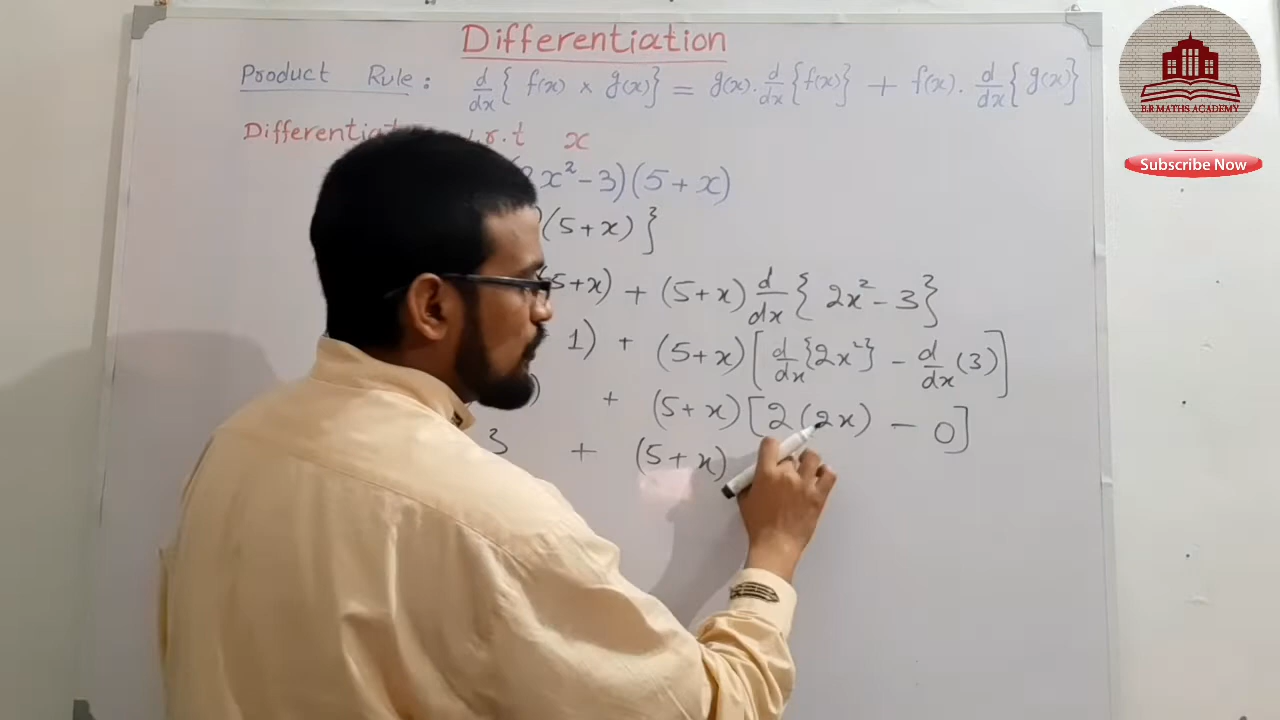 Differentiation
Product Rule: d/dx{ f(x) × g(x)} = g(x). d/dx{f(x)} + f(x). d/dx{ g(x)}
E.R MATHS ACADEMY
Subscribe Now
x
x² - 3)(5 + x)
(5 + x) }
5+x) + (5+x) d/dx{ 2x² - 3}
1) + (5+x)[d/dx{2x²} - d/dx(3)]
) + (5+x)[2(2x) - 0]
3 + (5+x)